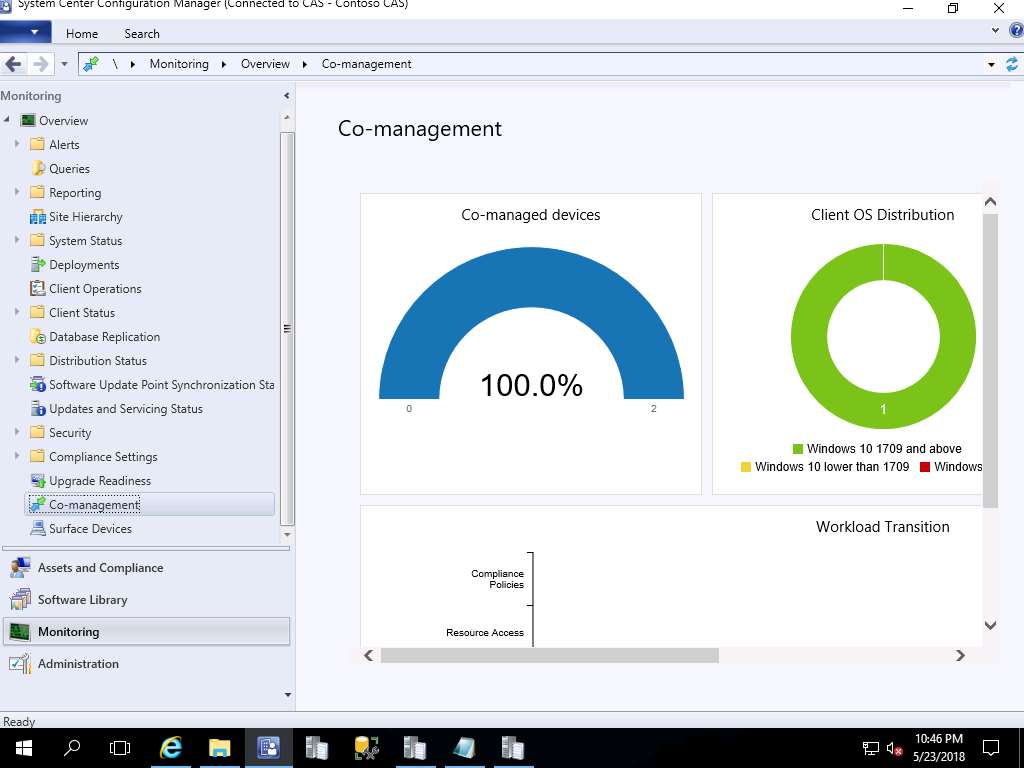 System Center Configuration Manager (Connected to CAS - Contoso CAS)
Home Search
\ Monitoring Overview Co-management
Monitoring
Overview
Alerts
Queries
Reporting
Site Hierarchy
System Status
Deployments
Client Operations
Client Status
Database Replication
Distribution Status
Software Update Point Synchronization Sta
Updates and Servicing Status
Security
Compliance Settings
Upgrade Readiness
Co-management
Surface Devices
Assets and Compliance
Software Library
Monitoring
Administration
Co-management
Co-managed devices
100.0%
0 2
Client OS Distribution
1
Windows 10 1709 and above
Windows 10 lower than 1709 Windows
Workload Transition
Compliance
Policies
Resource Access
Ready
10:46 PM
5/23/2018